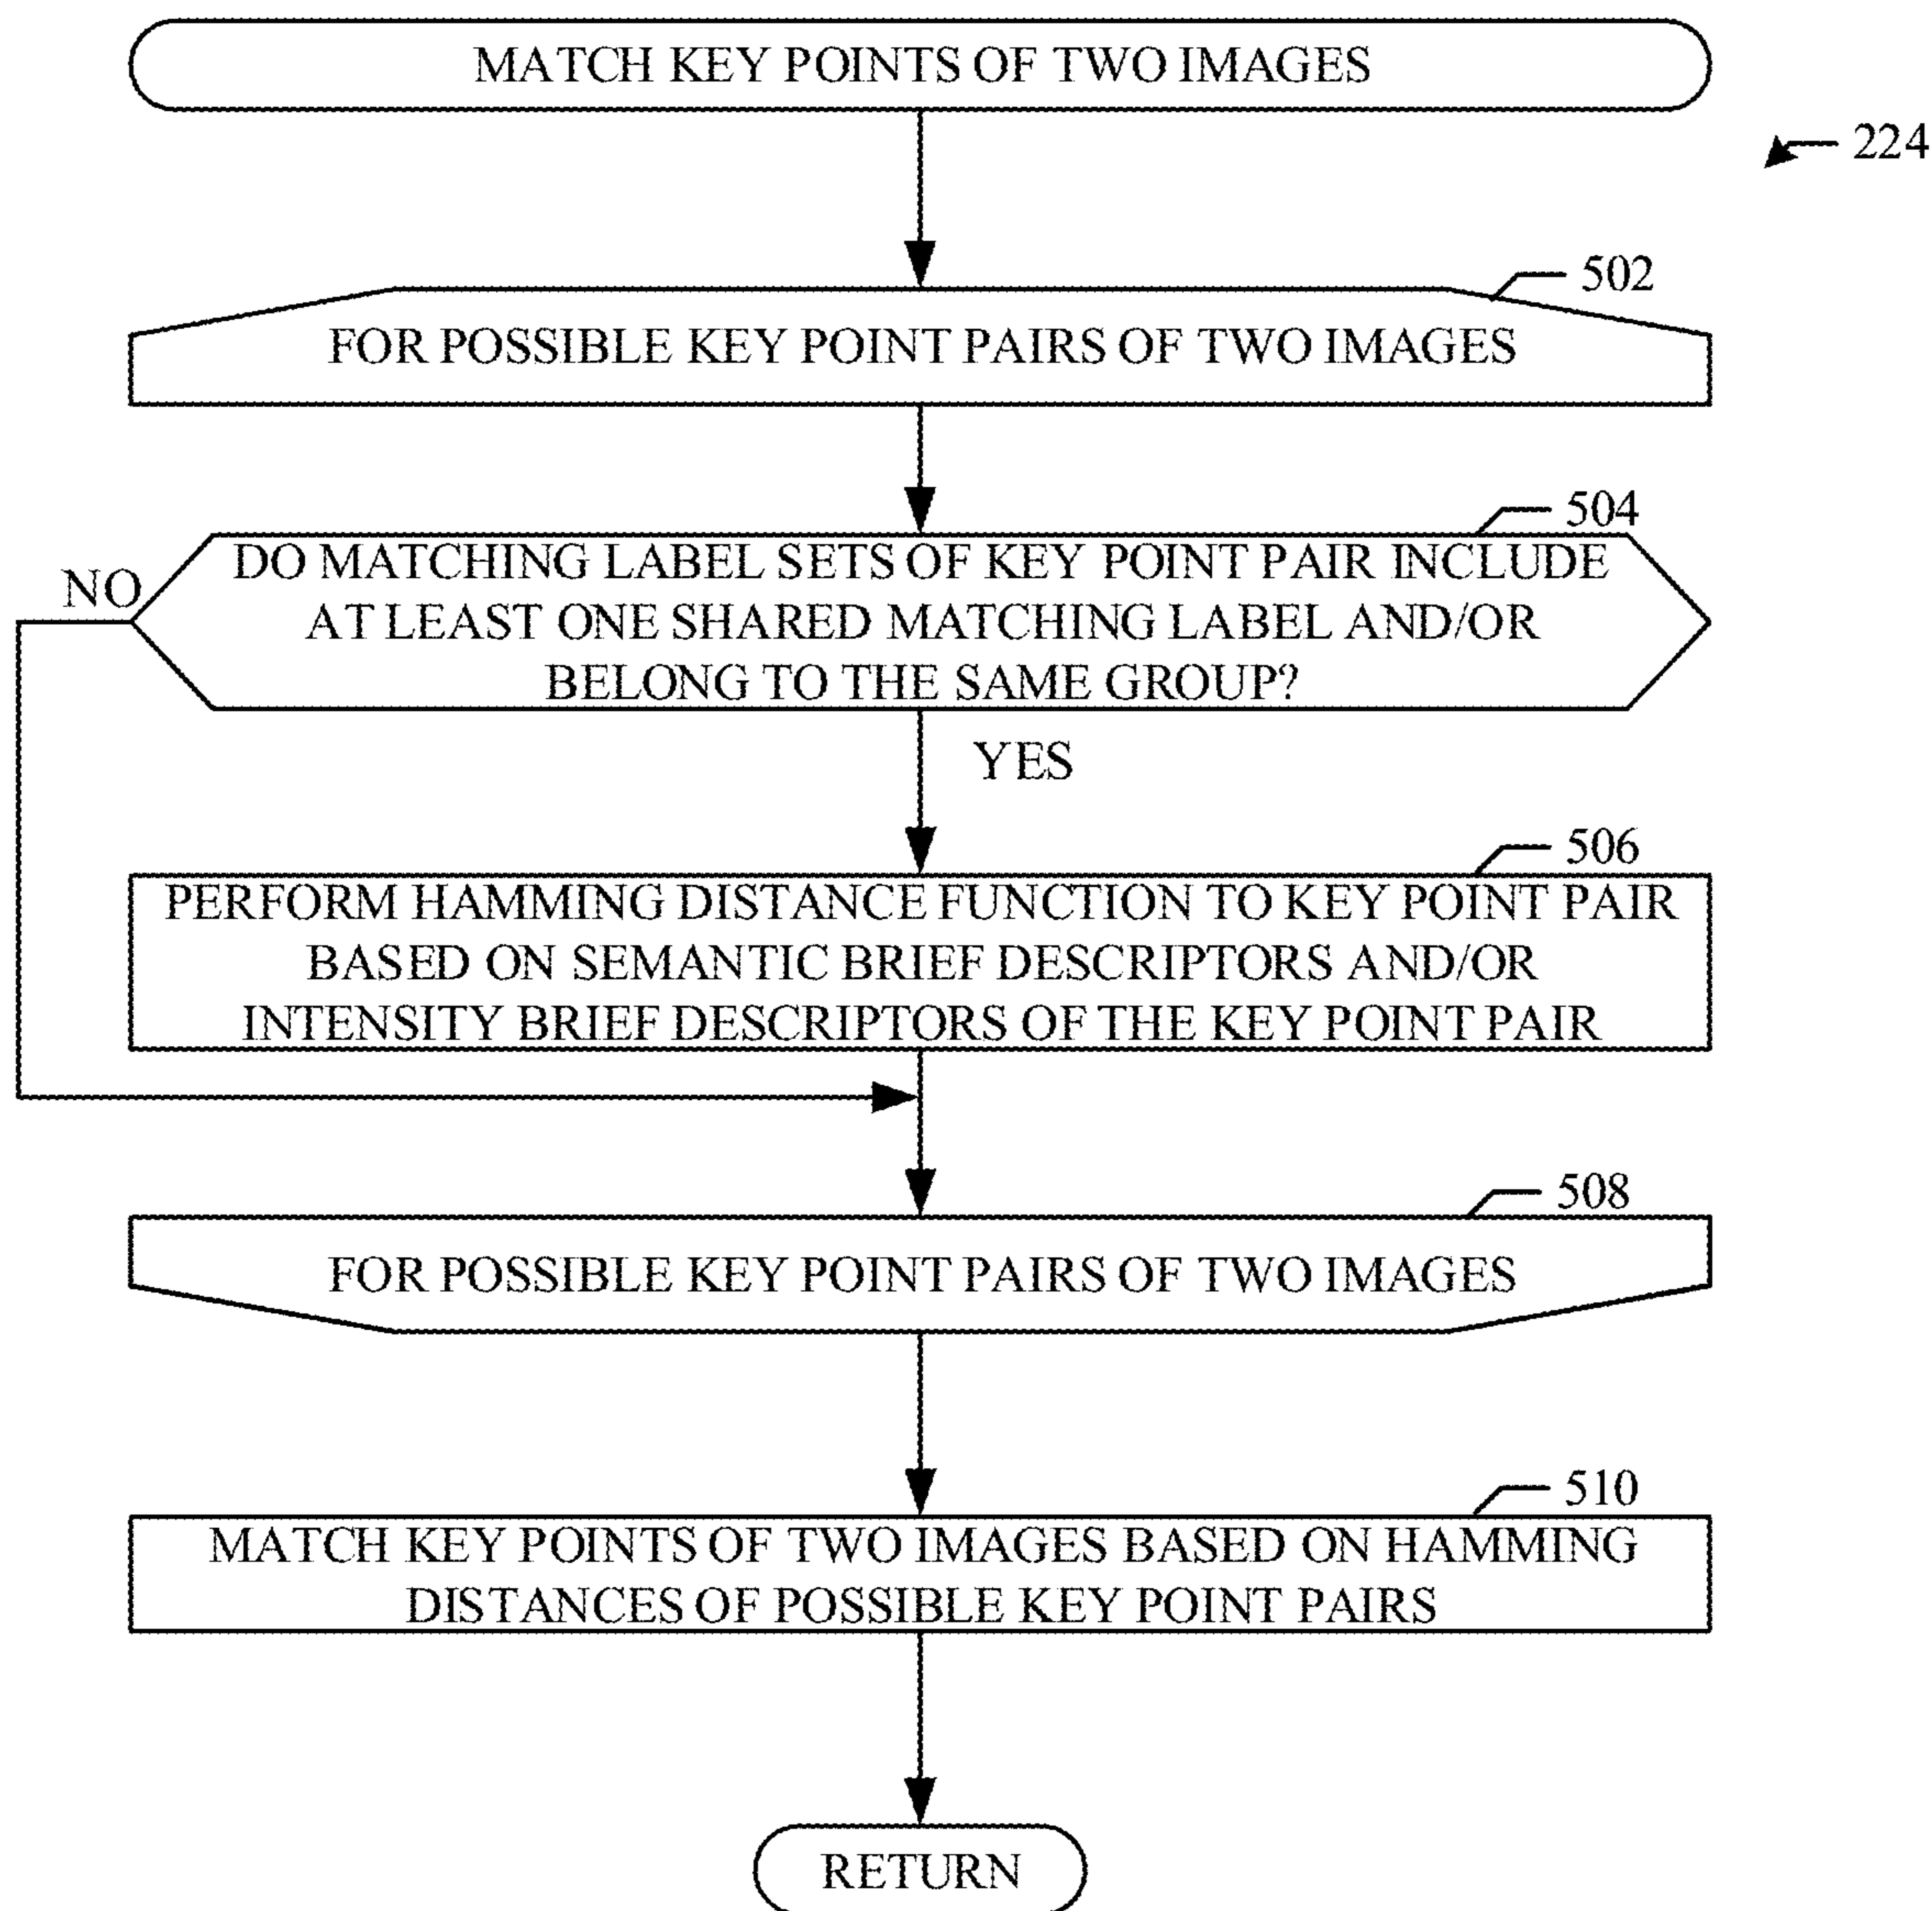 MATCH KEY POINTS OF TWO IMAGES
224
502
FOR POSSIBLE KEY POINT PAIRS OF TWO IMAGES
504
DO MATCHING LABEL SETS OF KEY POINT PAIR INCLUDE
AT LEAST ONE SHARED MATCHING LABEL AND/OR
BELONG TO THE SAME GROUP?
NO
YES
506
PERFORM HAMMING DISTANCE FUNCTION TO KEY POINT PAIR
BASED ON SEMANTIC BRIEF DESCRIPTORS AND/OR
INTENSITY BRIEF DESCRIPTORS OF THE KEY POINT PAIR
508
FOR POSSIBLE KEY POINT PAIRS OF TWO IMAGES
510
MATCH KEY POINTS OF TWO IMAGES BASED ON HAMMING
DISTANCES OF POSSIBLE KEY POINT PAIRS
RETURN